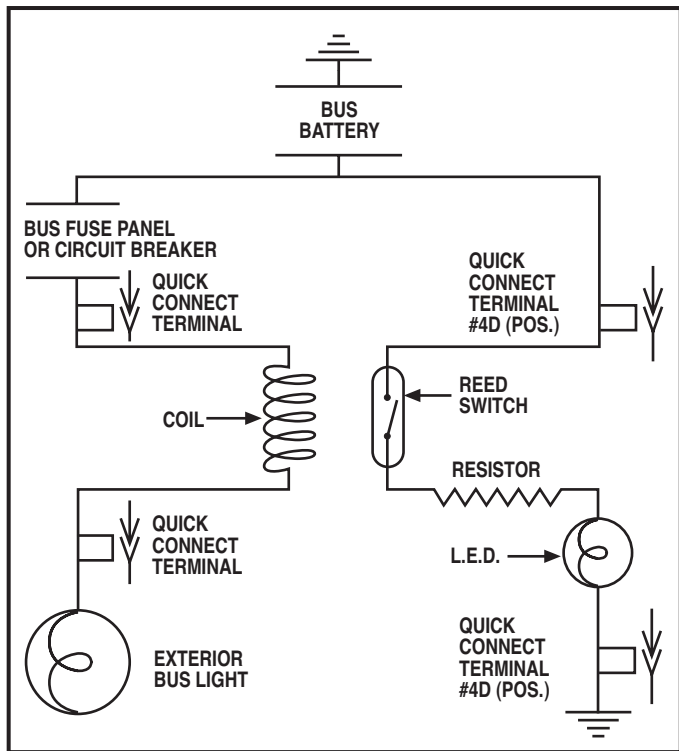 BUS
BATTERY
BUS FUSE PANEL
OR CIRCUIT BREAKER
QUICK
CONNECT
TERMINAL
QUICK
CONNECT
TERMINAL
#4D (POS.)
COIL
REED
SWITCH
RESISTOR
QUICK
CONNECT
TERMINAL
L.E.D.
EXTERIOR
BUS LIGHT
QUICK
CONNECT
TERMINAL
#4D (POS.)